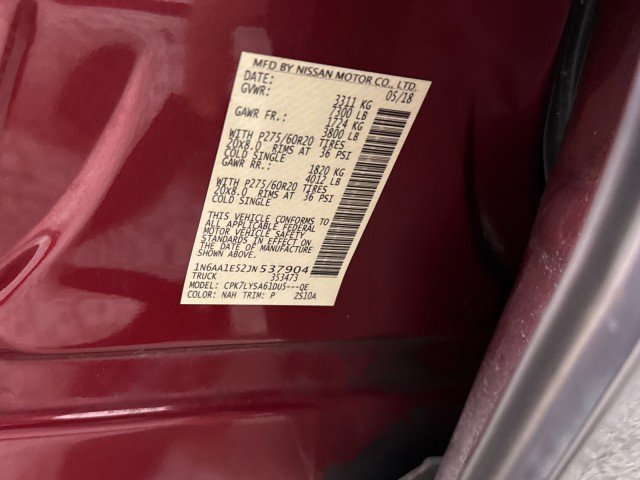 MFD BY NISSAN MOTOR CO., LTD.
DATE: 05/18
GVWR: 3311 KG
7300 LB
GAWR FR.: 1724 KG
3800 LB
WITH P275/60R20 TIRES
20X8.0 RIMS AT 36 PSI
COLD SINGLE
GAWR RR.: 1820 KG
4012 LB
WITH P275/60R20 TIRES
20X8.0 RIMS AT 36 PSI
COLD SINGLE
THIS VEHICLE CONFORMS TO
ALL APPLICABLE FEDERAL
MOTOR VEHICLE SAFETY
STANDARDS IN EFFECT ON
THE DATE OF MANUFACTURE
SHOWN ABOVE.
1N6AA1E52JN537904
TRUCK 353473
MODEL: CPK7LYSA61DU5---QE
COLOR: NAH TRIM: P ZS10A